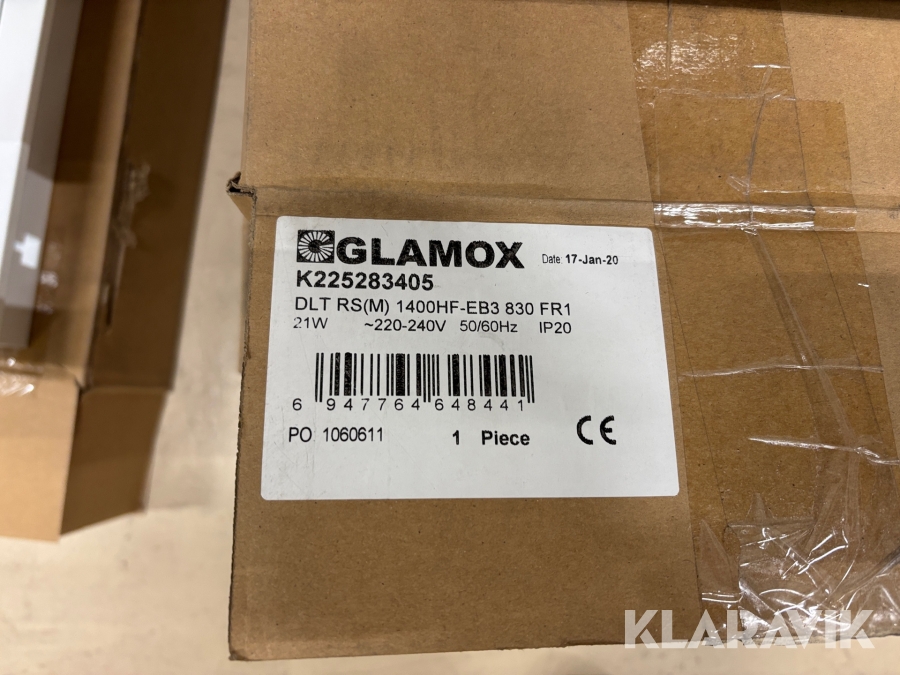 GLAMOX Date: 17-Jan-20
K225283405
DLT RS(M) 1400HF-EB3 830 FR1
21W ~220-240V 50/60Hz IP20
6 947764 648441
PO 1060611 1 Piece CE
KLARAVIK